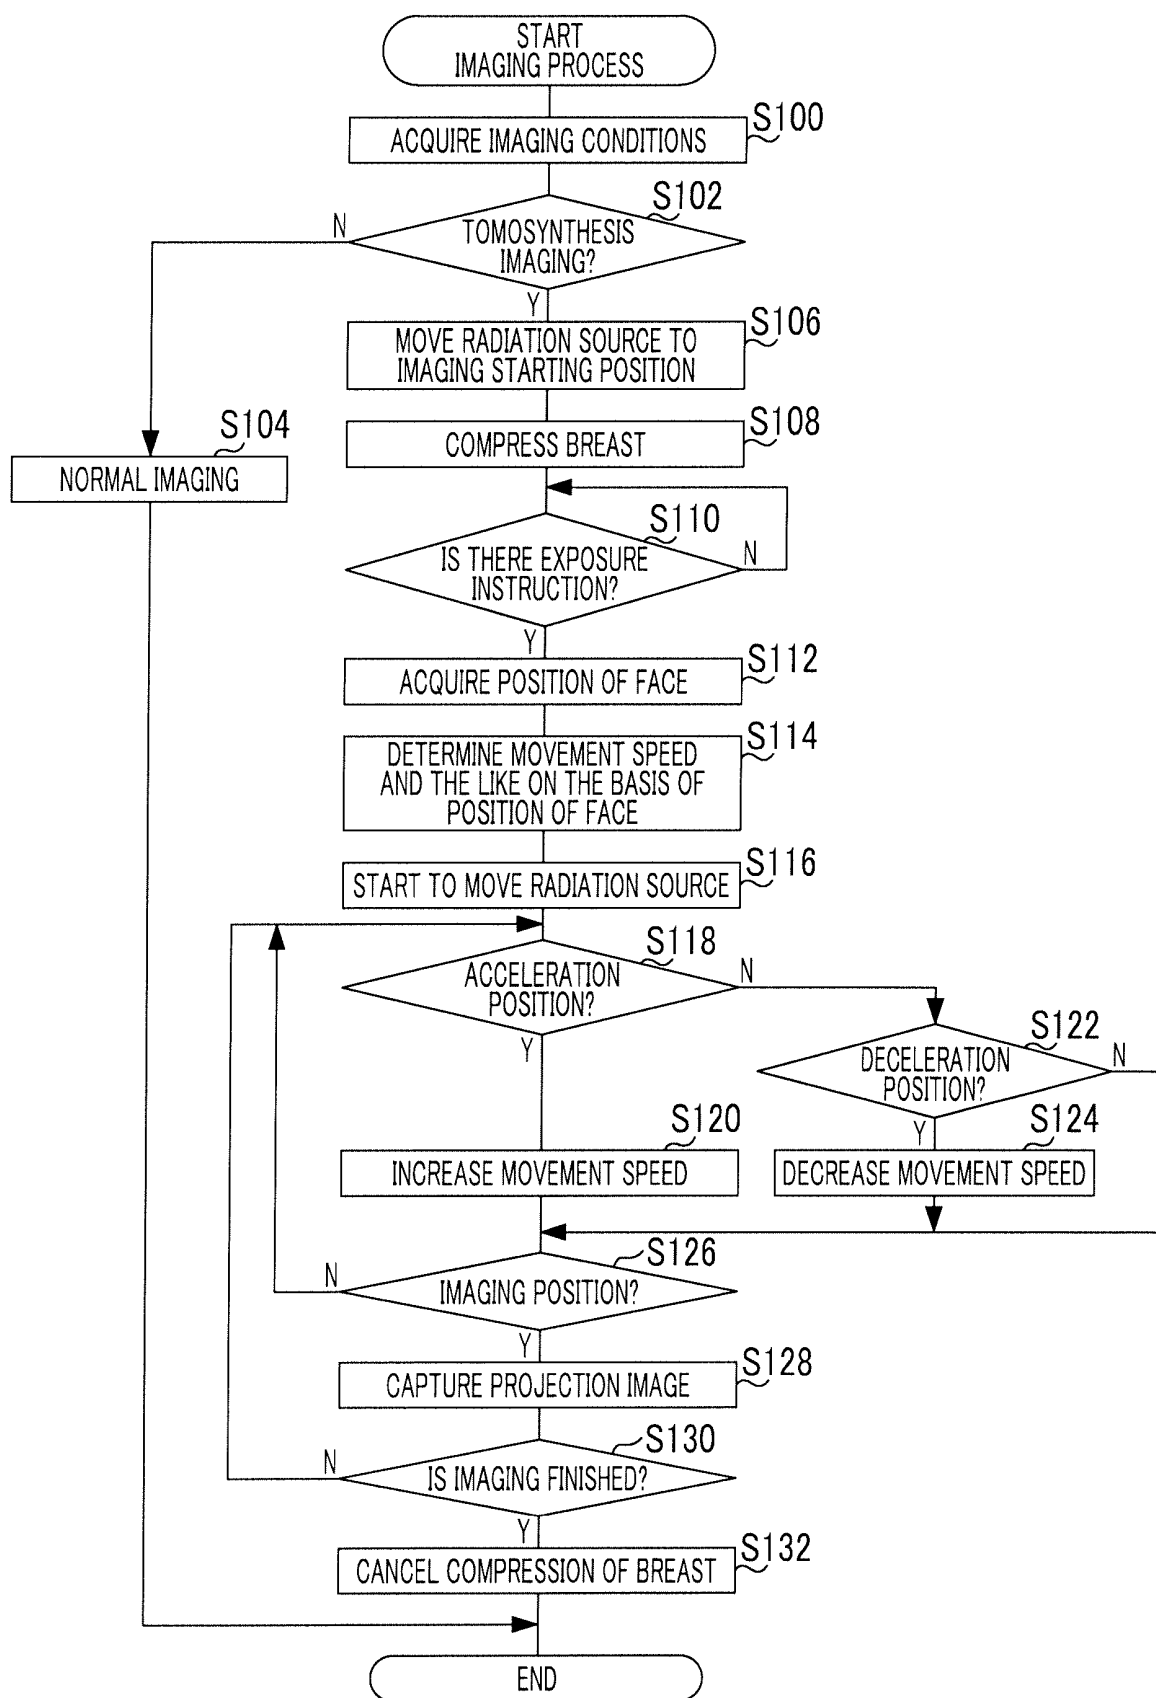 START
IMAGING PROCESS
S100
ACQUIRE IMAGING CONDITIONS
S102
N
TOMOSYNTHESIS
IMAGING?
Y
S106
MOVE RADIATION SOURCE TO
IMAGING STARTING POSITION
S108
COMPRESS BREAST
S104
NORMAL IMAGING
S110
IS THERE EXPOSURE
INSTRUCTION?
N
Y
S112
ACQUIRE POSITION OF FACE
S114
DETERMINE MOVEMENT SPEED
AND THE LIKE ON THE BASIS OF
POSITION OF FACE
S116
START TO MOVE RADIATION SOURCE
S118
ACCELERATION
POSITION?
N
Y
S122
DECELERATION
POSITION?
N
Y
S120
INCREASE MOVEMENT SPEED
S124
DECREASE MOVEMENT SPEED
S126
N
IMAGING POSITION?
Y
S128
CAPTURE PROJECTION IMAGE
S130
N
IS IMAGING FINISHED?
Y
S132
CANCEL COMPRESSION OF BREAST
END